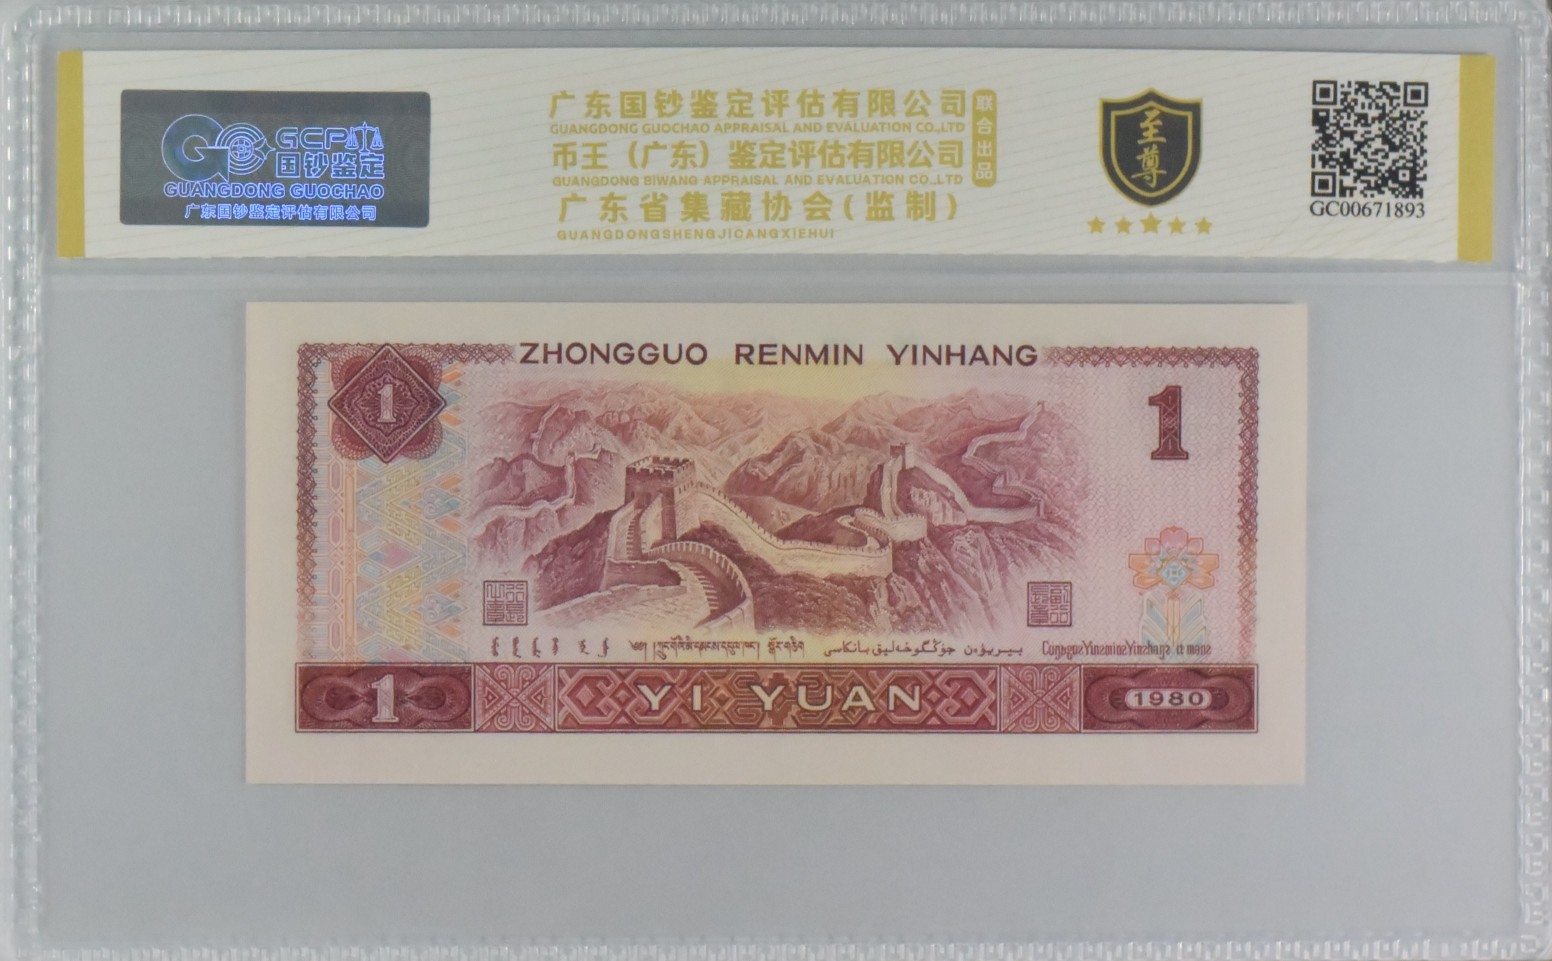 GCP
国钞鉴定
GUANGDONG GUOCHAO
广东国钞鉴定评估有限公司
广东国钞鉴定评估有限公司
GUANGDONG GUOCHAO APPRAISAL AND EVALUATION CO.,LTD
币王（广东）鉴定评估有限公司
GUANGDONG BIWANG APPRAISAL AND EVALUATION CO.,LTD
联合出品
广东省集藏协会(监制)
GUANGDONGSHENGJICANGXIEHUI
至尊
GC00671893
ZHONGGUO RENMIN YINHANG
1
1
1
YI YUAN
1980